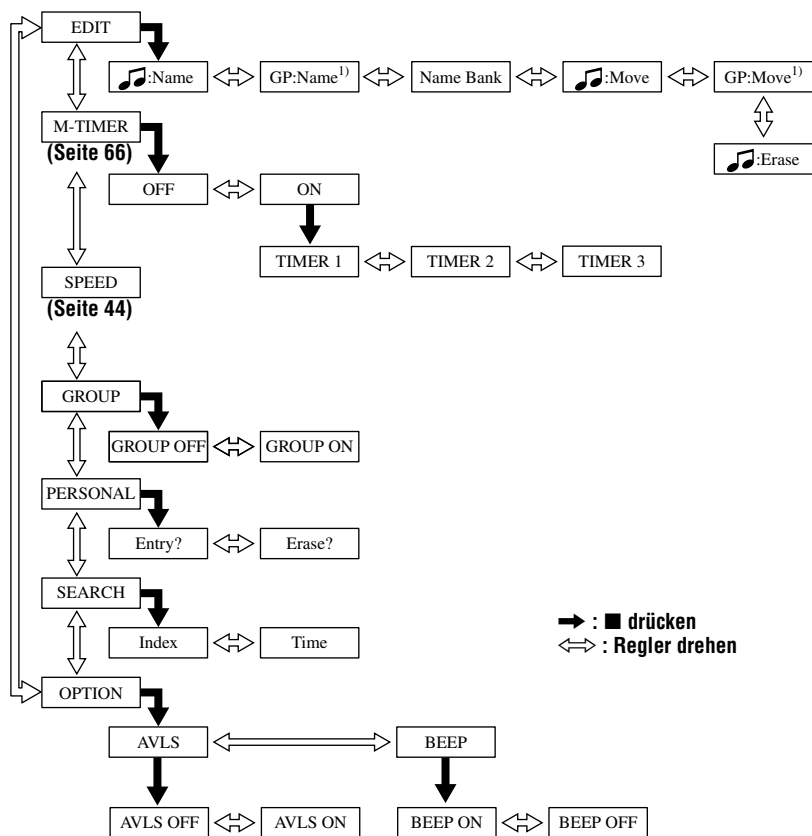 EDIT
♫:Name
GP:Name1)
Name Bank
♫:Move
GP:Move1)
♫:Erase
M-TIMER
(Seite 66)
OFF
ON
TIMER 1
TIMER 2
TIMER 3
SPEED
(Seite 44)
GROUP
GROUP OFF
GROUP ON
PERSONAL
Entry?
Erase?
SEARCH
Index
Time
➡ : ■ drücken
⇔ : Regler drehen
OPTION
AVLS
BEEP
AVLS OFF
AVLS ON
BEEP ON
BEEP OFF